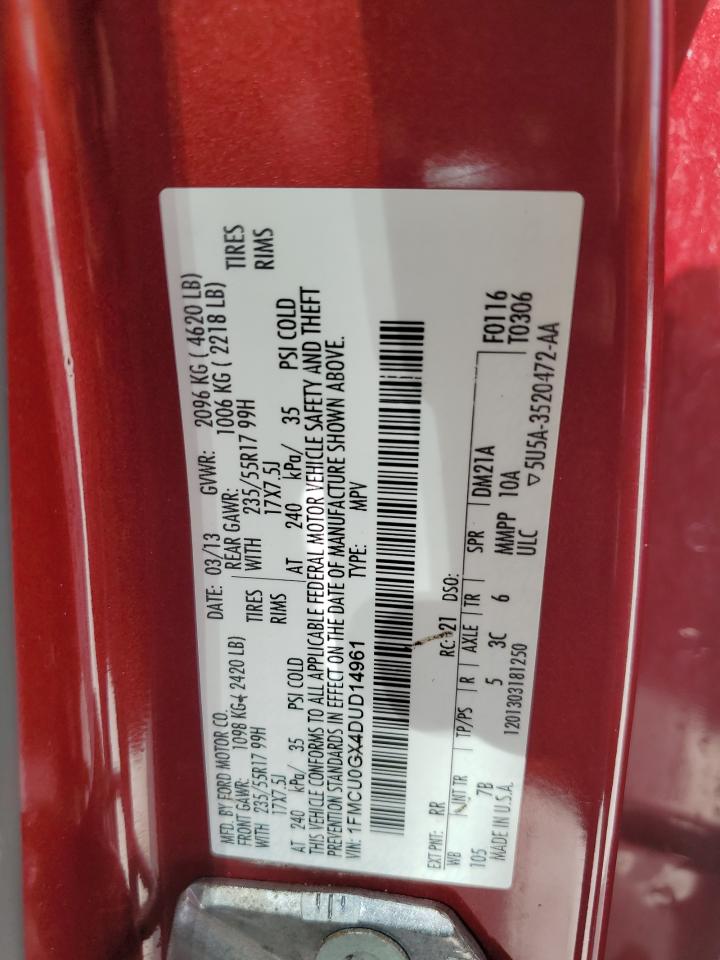 MFD. BY FORD MOTOR CO. DATE: 03/13 GVWR: 2096 KG ( 4620 LB)
FRONT GAWR: 1098 KG( 2420 LB) REAR GAWR: 1006 KG ( 2218 LB)
WITH 235/55R17 99H TIRES WITH 235/55R17 99H TIRES
17X7.5J RIMS 17X7.5J RIMS
AT 240 kPa/ 35 PSI COLD AT 240 kPa/ 35 PSI COLD
THIS VEHICLE CONFORMS TO ALL APPLICABLE FEDERAL MOTOR VEHICLE SAFETY AND THEFT
PREVENTION STANDARDS IN EFFECT ON THE DATE OF MANUFACTURE SHOWN ABOVE.
VIN: 1FMCU0GX4DUD14961 TYPE: MPV
EXT PNT: RR RC: 21 DSO: F0116
WB INT TR TP/PS R AXLE TR SPR DM21A T0306
105 7B 5 3C 6 MMPP 10A
ULC
MADE IN U.S.A. 1201303181250 ▽5U5A-3520472-AA